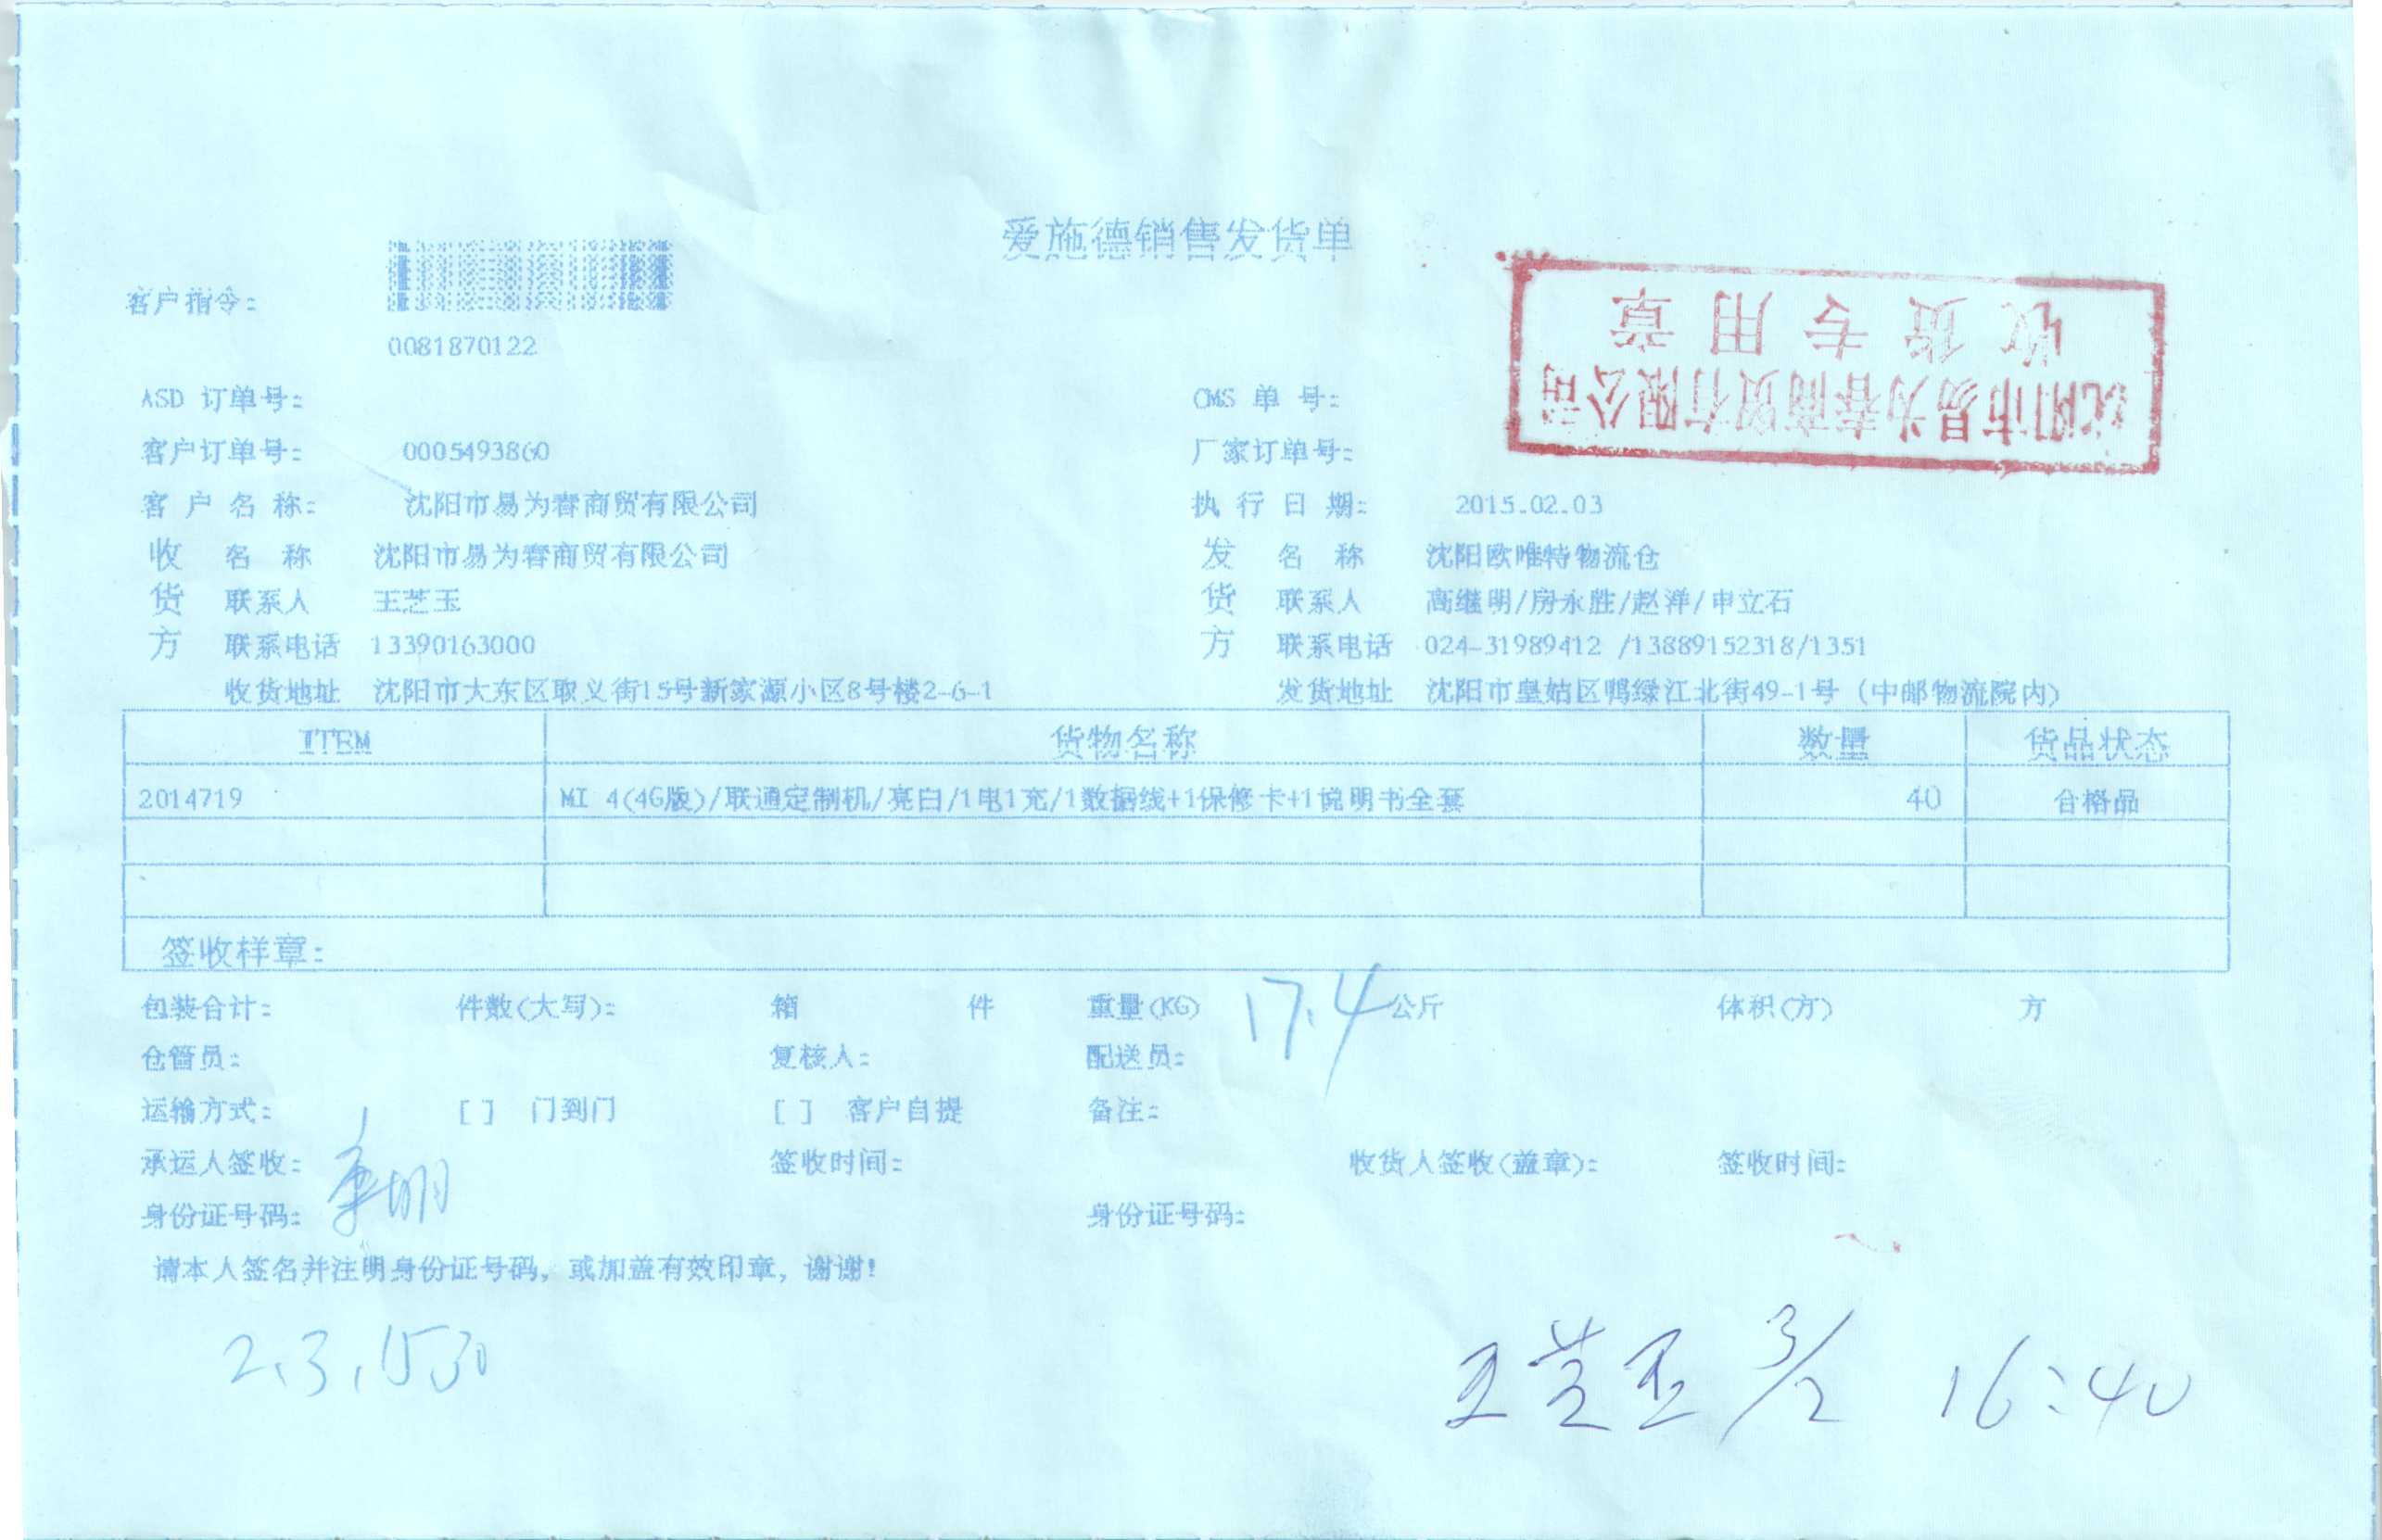 爱施德销售发货单
客户指令:
0081870122
收货专用章
沈阳市易为春商贸有限公司
ASD 订单号: CMS 单 号:
客户订单号: 0005493860 厂家订单号:
客 户 名 称: 沈阳市易为春商贸有限公司 执 行 日 期: 2015.02.03
收 名 称 沈阳市易为春商贸有限公司 发 名 称 沈阳欧唯特物流仓
货 联系人 王芝玉 货 联系人 高继明/房永胜/赵洋/申立石
方 联系电话 13390163000 方 联系电话 024-31989412 /13889152318/1351
收货地址 沈阳市大东区取义街15号新家源小区8号楼2-6-1 发货地址 沈阳市皇姑区鸭绿江北街49-1号 (中邮物流院内)
ITEM 货物名称 数量 货品状态
2014719 MI 4(4G版)/联通定制机/亮白/1电1充/1数据线+1保修卡+1说明书全套 40 合格品
签收样章:
包装合计: 件数(大写): 箱 件 重量(KG) 17.4 公斤 体积(方) 方
仓管员: 复核人: 配送员:
运输方式: [ ] 门到门 [ ] 客户自提 备注:
承运人签收: 签收时间: 收货人签收(盖章): 签收时间:
身份证号码: 身份证号码:
请本人签名并注明身份证号码, 或加盖有效印章, 谢谢!
2.3,1530 王芝玉 3/2 16:40